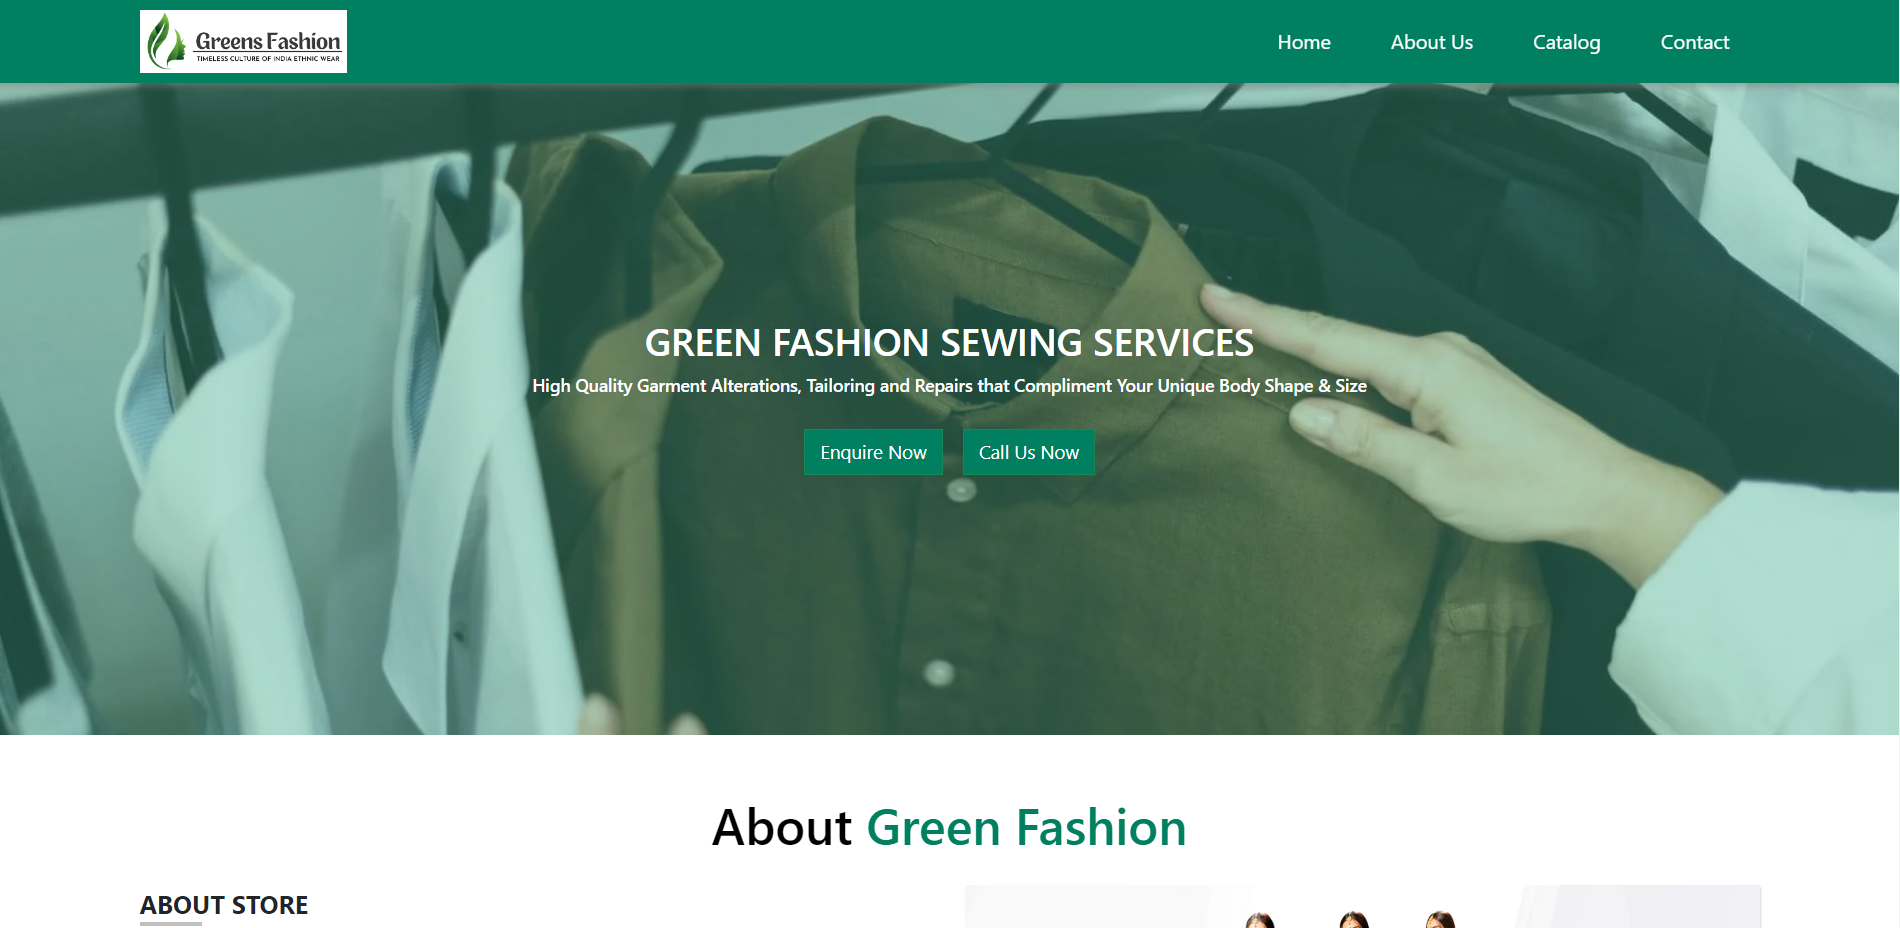 Greens Fashion
TIMELESS CULTURE OF INDIA ETHNIC WEAR
Home
About Us
Catalog
Contact
GREEN FASHION SEWING SERVICES
High Quality Garment Alterations, Tailoring and Repairs that Compliment Your Unique Body Shape & Size
Enquire Now
Call Us Now
About Green Fashion
ABOUT STORE